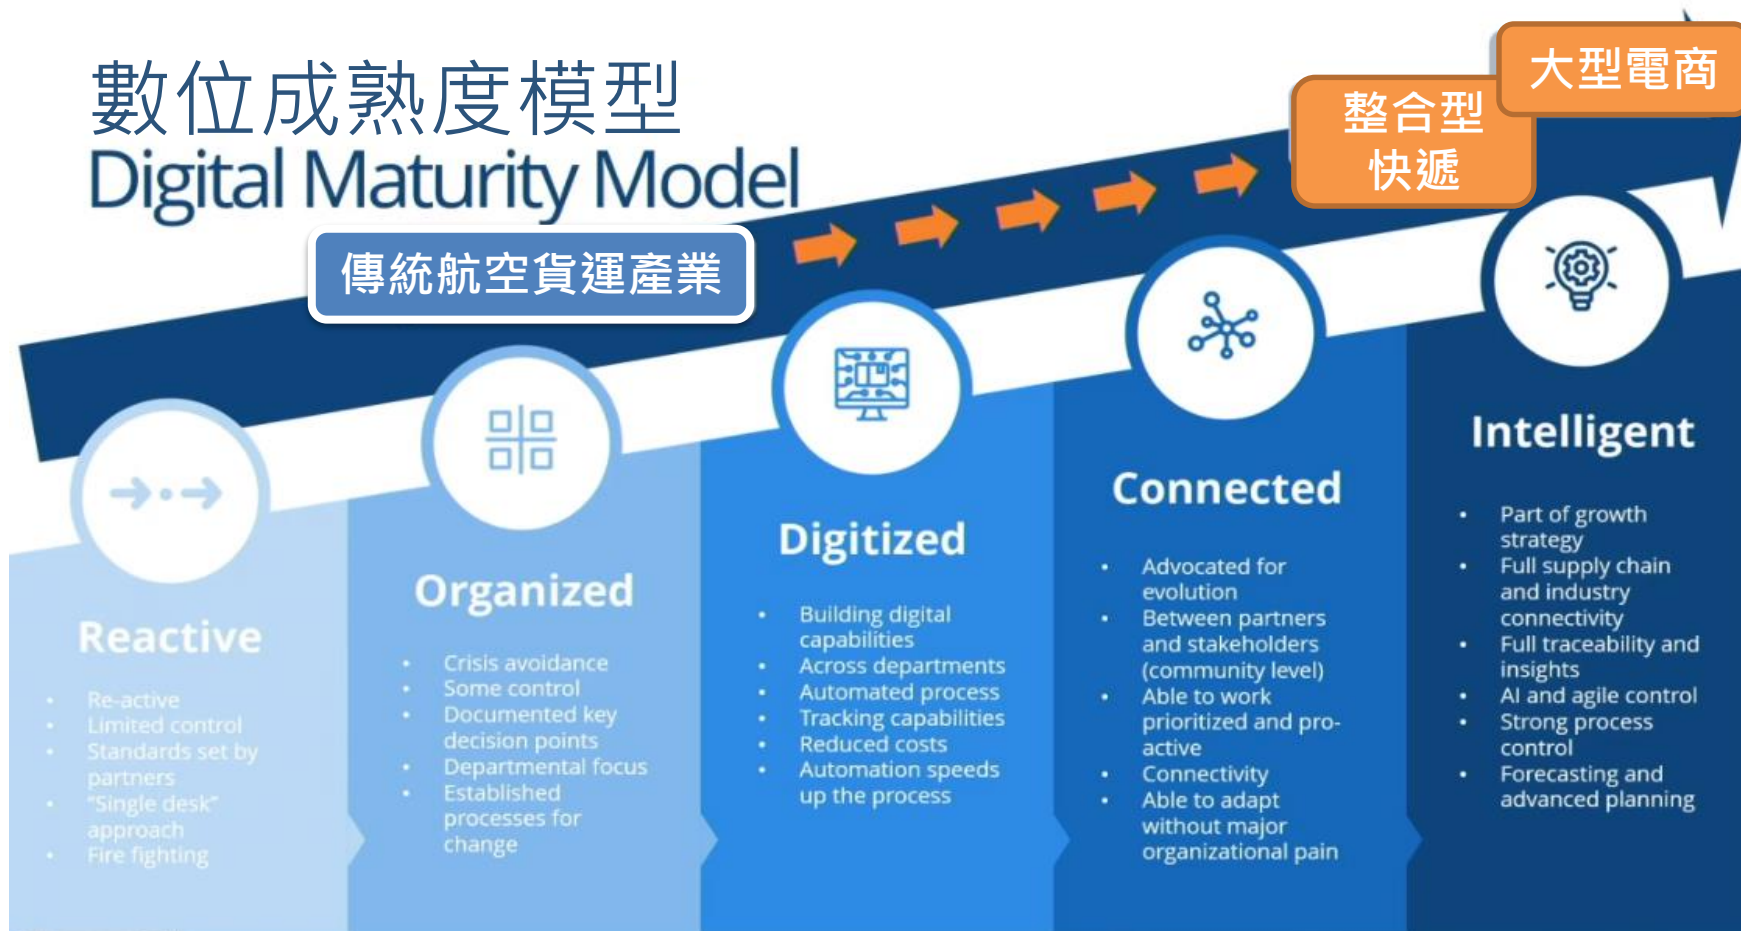 數位成熟度模型
Digital Maturity Model
傳統航空貨運產業
整合型
快遞
大型電商
Reactive
• Re-active
• Limited control
• Standards set by
partners
• "Single desk"
approach
• Fire fighting
Organized
• Crisis avoidance
• Some control
• Documented key
decision points
• Departmental focus
• Established
processes for
change
Digitized
• Building digital
capabilities
• Across departments
• Automated process
• Tracking capabilities
• Reduced costs
• Automation speeds
up the process
Connected
• Advocated for
evolution
• Between partners
and stakeholders
(community level)
• Able to work
prioritized and pro-
active
• Connectivity
• Able to adapt
without major
organizational pain
Intelligent
• Part of growth
strategy
• Full supply chain
and industry
connectivity
• Full traceability and
insights
• AI and agile control
• Strong process
control
• Forecasting and
advanced planning